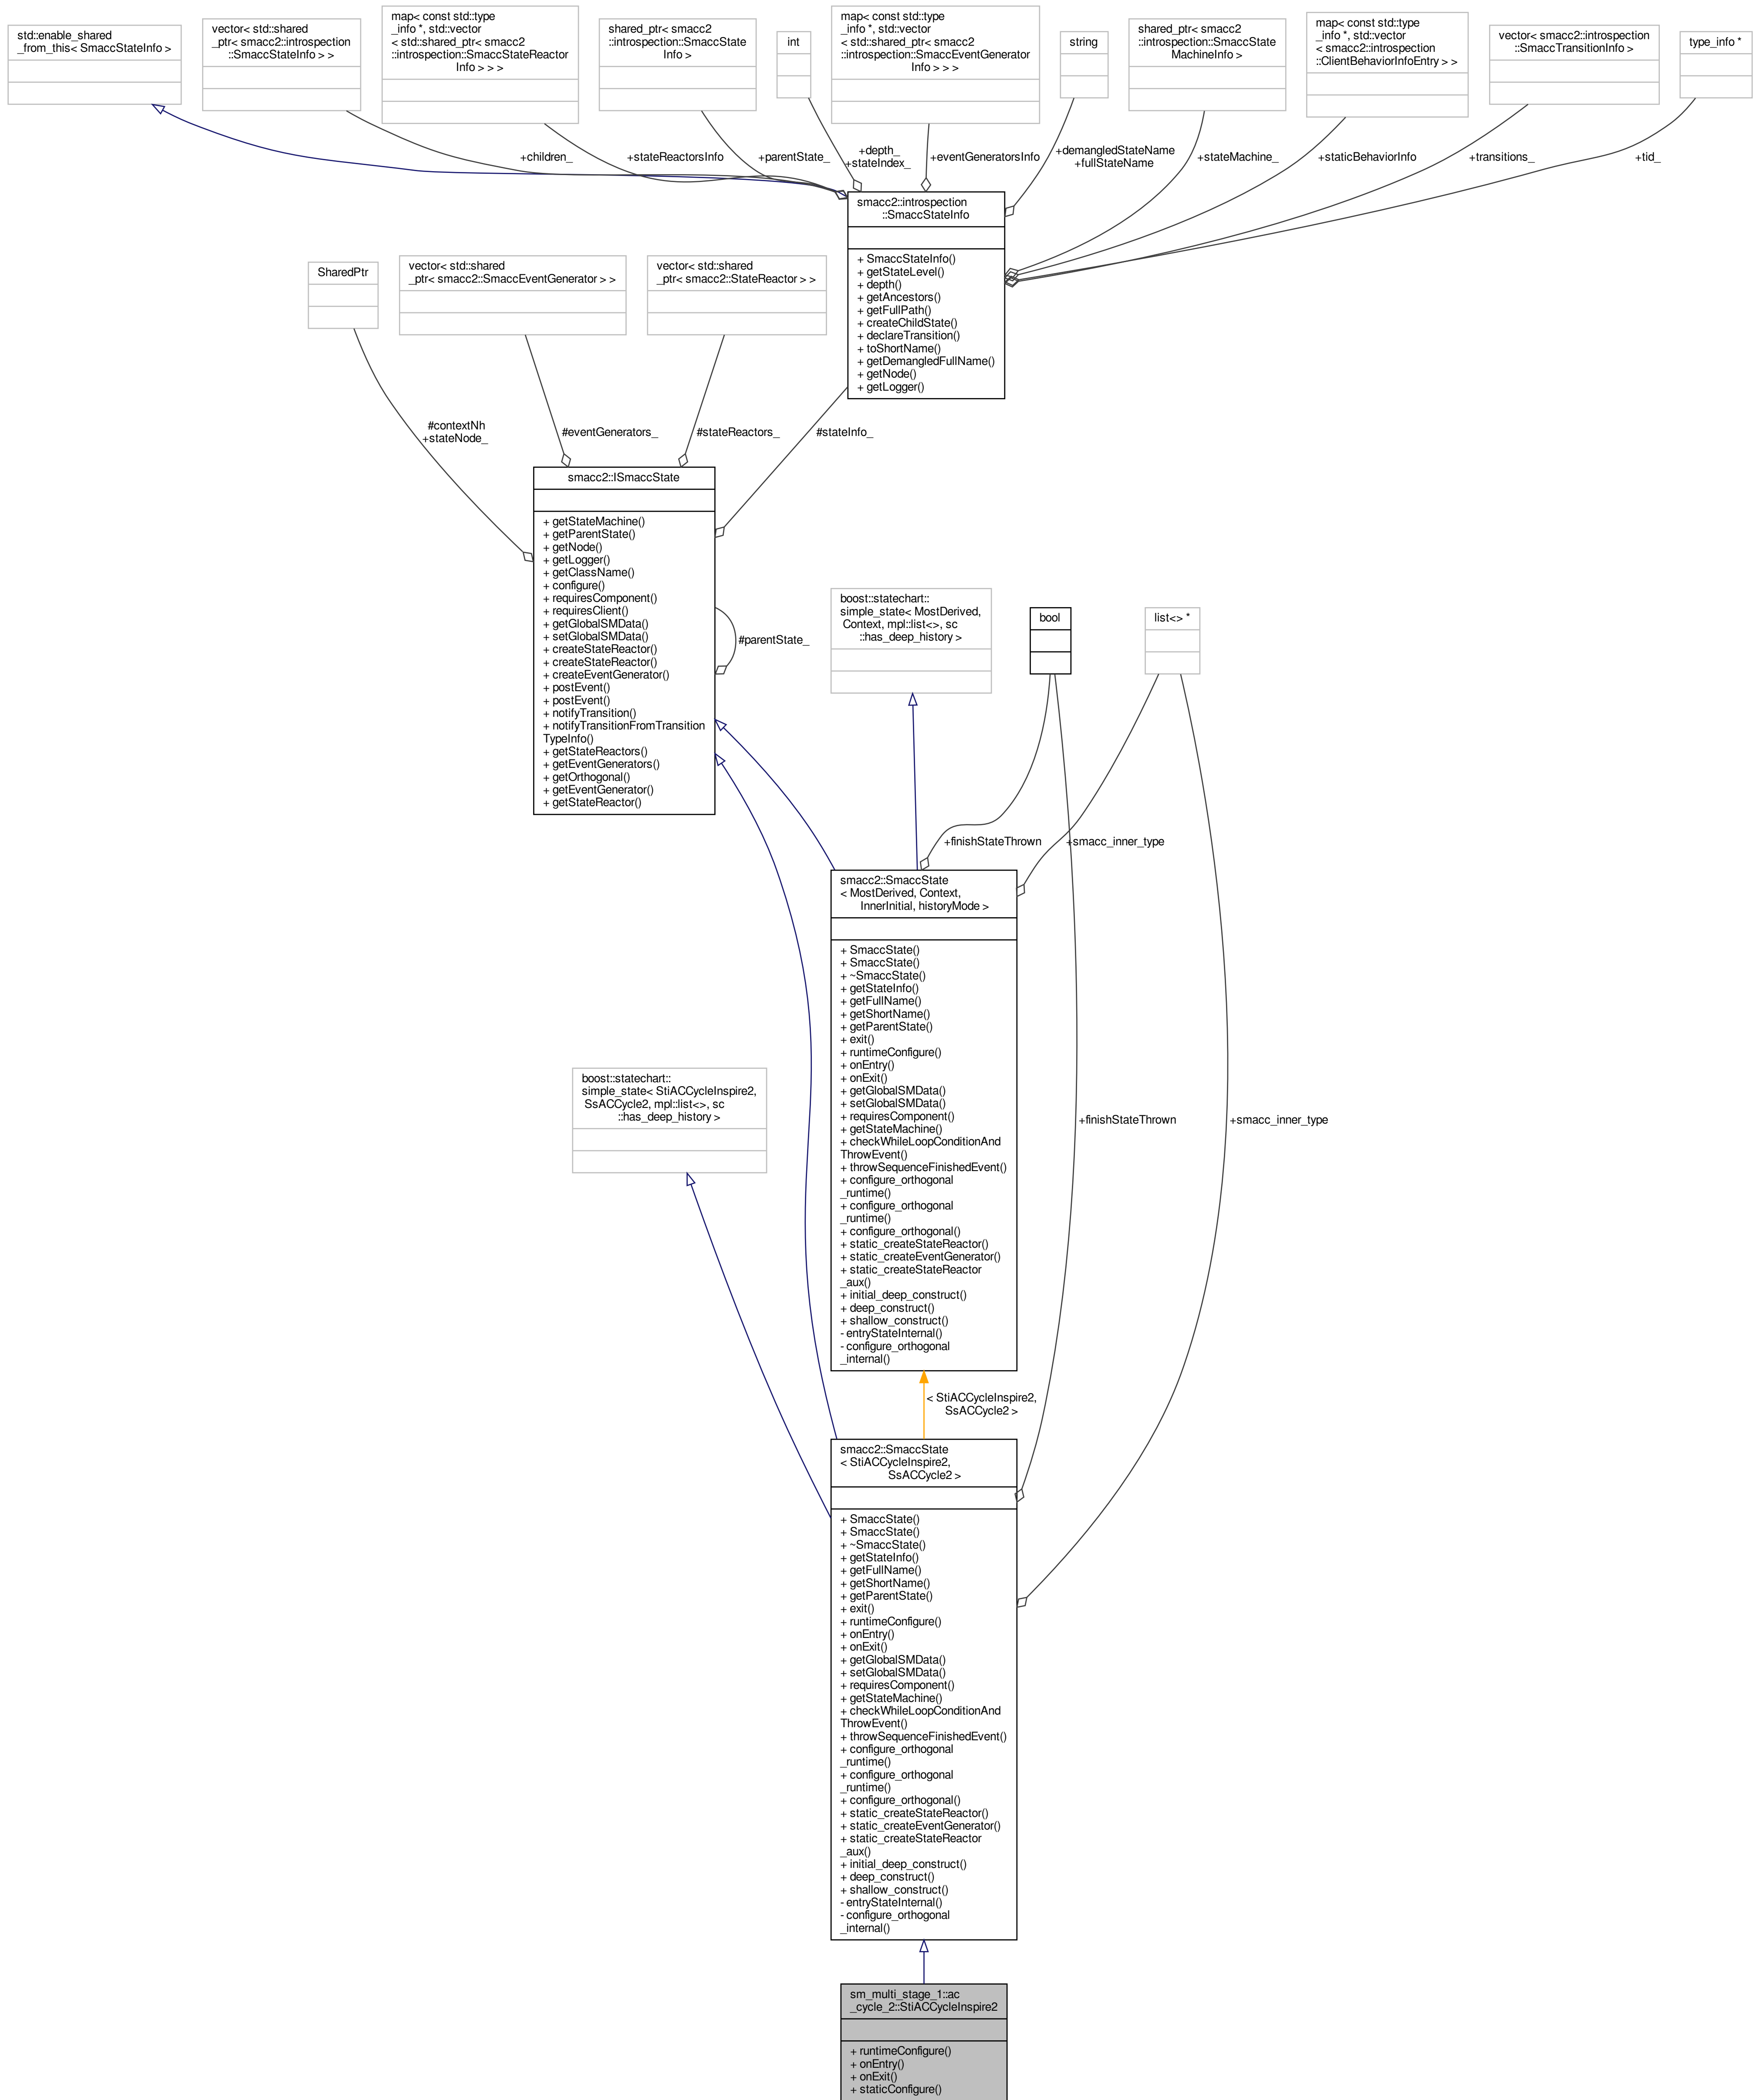 std::enable_shared
_from_this< SmaccStateInfo >
vector< std::shared
_ptr< smacc2::introspection
::SmaccStateInfo > >
map< const std::type
_info *, std::vector
< std::shared_ptr< smacc2
::introspection::SmaccStateReactor
Info > > >
shared_ptr< smacc2
::introspection::SmaccState
Info >
int
map< const std::type
_info *, std::vector
< std::shared_ptr< smacc2
::introspection::SmaccEventGenerator
Info > > >
string
shared_ptr< smacc2
::introspection::SmaccState
MachineInfo >
map< const std::type
_info *, std::vector
< smacc2::introspection
::ClientBehaviorInfoEntry > >
vector< smacc2::introspection
::SmaccTransitionInfo >
type_info *
+children_
+stateReactorsInfo
+parentState_
+depth_
+stateIndex_
+eventGeneratorsInfo
+demangledStateName
+fullStateName
+stateMachine_
+staticBehaviorInfo
+transitions_
+tid_
smacc2::introspection
::SmaccStateInfo
+ SmaccStateInfo()
+ getStateLevel()
+ depth()
+ getAncestors()
+ getFullPath()
+ createChildState()
+ declareTransition()
+ toShortName()
+ getDemangledFullName()
+ getNode()
+ getLogger()
SharedPtr
vector< std::shared
_ptr< smacc2::SmaccEventGenerator > >
vector< std::shared
_ptr< smacc2::StateReactor > >
#contextNh
+stateNode_
#eventGenerators_
#stateReactors_
#stateInfo_
smacc2::ISmaccState
+ getStateMachine()
+ getParentState()
+ getNode()
+ getLogger()
+ getClassName()
+ configure()
+ requiresComponent()
+ requiresClient()
+ getGlobalSMData()
+ setGlobalSMData()
+ createStateReactor()
+ createStateReactor()
+ createEventGenerator()
+ postEvent()
+ postEvent()
+ notifyTransition()
+ notifyTransitionFromTransition
TypeInfo()
+ getStateReactors()
+ getEventGenerators()
+ getOrthogonal()
+ getEventGenerator()
+ getStateReactor()
#parentState_
boost::statechart::
simple_state< MostDerived,
Context, mpl::list<>, sc
::has_deep_history >
bool
list<> *
+finishStateThrown
+smacc_inner_type
smacc2::SmaccState
< MostDerived, Context,
InnerInitial, historyMode >
+ SmaccState()
+ SmaccState()
+ ~SmaccState()
+ getStateInfo()
+ getFullName()
+ getShortName()
+ getParentState()
+ exit()
+ runtimeConfigure()
+ onEntry()
+ onExit()
+ getGlobalSMData()
+ setGlobalSMData()
+ requiresComponent()
+ getStateMachine()
+ checkWhileLoopConditionAnd
ThrowEvent()
+ throwSequenceFinishedEvent()
+ configure_orthogonal
_runtime()
+ configure_orthogonal
_runtime()
+ configure_orthogonal()
+ static_createStateReactor()
+ static_createEventGenerator()
+ static_createStateReactor
_aux()
+ initial_deep_construct()
+ deep_construct()
+ shallow_construct()
- entryStateInternal()
- configure_orthogonal
_internal()
boost::statechart::
simple_state< StiACCycleInspire2,
SsACCycle2, mpl::list<>, sc
::has_deep_history >
+finishStateThrown
+smacc_inner_type
< StiACCycleInspire2,
SsACCycle2 >
smacc2::SmaccState
< StiACCycleInspire2,
SsACCycle2 >
+ SmaccState()
+ SmaccState()
+ ~SmaccState()
+ getStateInfo()
+ getFullName()
+ getShortName()
+ getParentState()
+ exit()
+ runtimeConfigure()
+ onEntry()
+ onExit()
+ getGlobalSMData()
+ setGlobalSMData()
+ requiresComponent()
+ getStateMachine()
+ checkWhileLoopConditionAnd
ThrowEvent()
+ throwSequenceFinishedEvent()
+ configure_orthogonal
_runtime()
+ configure_orthogonal
_runtime()
+ configure_orthogonal()
+ static_createStateReactor()
+ static_createEventGenerator()
+ static_createStateReactor
_aux()
+ initial_deep_construct()
+ deep_construct()
+ shallow_construct()
- entryStateInternal()
- configure_orthogonal
_internal()
sm_multi_stage_1::ac
_cycle_2::StiACCycleInspire2
+ runtimeConfigure()
+ onEntry()
+ onExit()
+ staticConfigure()